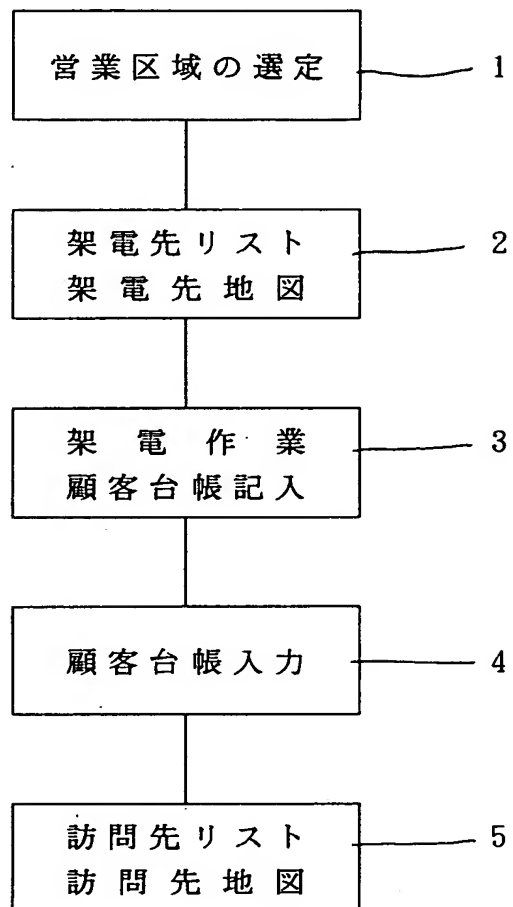 営業区域の選定 1
架電先リスト 2
架電先地図
架電作業 3
顧客台帳記入
顧客台帳入力 4
訪問先リスト 5
訪問先地図